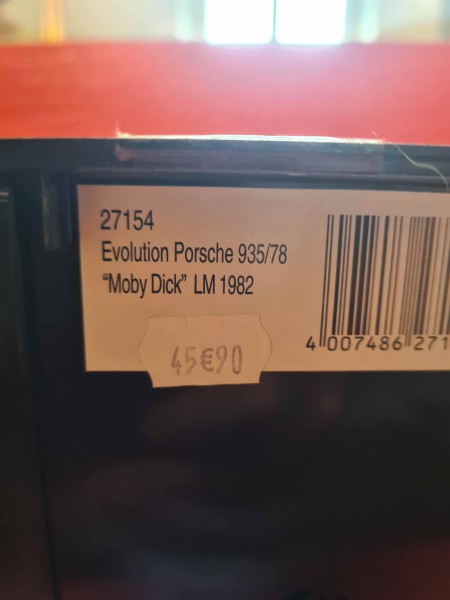 27154
Evolution Porsche 935/78
"Moby Dick" LM 1982
4 007486 271
45€90